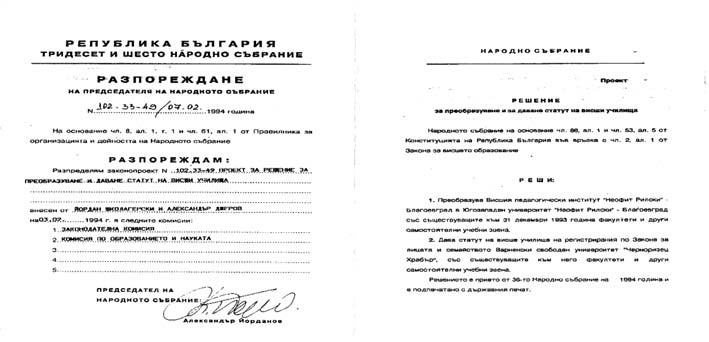 РЕПУБЛИКА БЪЛГАРИЯ
ТРИДЕСЕТ И ШЕСТО НАРОДНО СЪБРАНИЕ
РАЗПОРЕЖДАНЕ
НА ПРЕДСЕДАТЕЛЯ НА НАРОДНОТО СЪБРАНИЕ
N. 102-33-49/07.02. 1994 година
На основание чл. 8, ал. 1, т. 1 и чл. 61, ал. 1 от Правилника за
организацията и дейността на Народното събрание
РАЗПОРЕЖДАМ:
Разпределям законопроект N 102-33-49 ПРОЕКТ ЗА РЕШЕНИЕ ЗА
ПРЕОБРАЗУВАНЕ И ДАВАНЕ СТАТУТ НА ВИСШИ УЧИЛИЩА
внесен от ЙОРДАН ШКОЛАГЕРСКИ И АЛЕКСАНДЪР ДЖЕРОВ
на 03.02. 1994 г. в следните комисии:
1. ЗАКОНОДАТЕЛНА КОМИСИЯ
2. КОМИСИЯ ПО ОБРАЗОВАНИЕТО И НАУКАТА
3.
4.
5.
ПРЕДСЕДАТЕЛ НА
НАРОДНОТО СЪБРАНИЕ:
Александър Йорданов
НАРОДНО СЪБРАНИЕ
Проект
РЕШЕНИЕ
за преобразуване и за даване статут на висши училища
Народното събрание на основание чл. 86, ал. 1 и чл. 53, ал. 5 от
Конституцията на Република България във връзка с чл. 2, ал. 1 от
Закона за висшето образование
РЕШИ:
1. Преобразува Висшия педагогически институт "Неофит Рилски" -
Благоевград в Югозападен университет "Неофит Рилски" - Благоевград
със съществуващите към 31 декември 1993 година факултети и други
самостоятелни учебни звена.
2. Дава статут на висше училище на регистрирания по Закона за
лицата и семейството Варненски свободен университет "Черноризец
Храбър", със съществуващите към него факултети и други
самостоятелни учебни звена.
Решението е прието от 36-то Народно събрание на 1994 година и
е подпечатано с държавния печат.